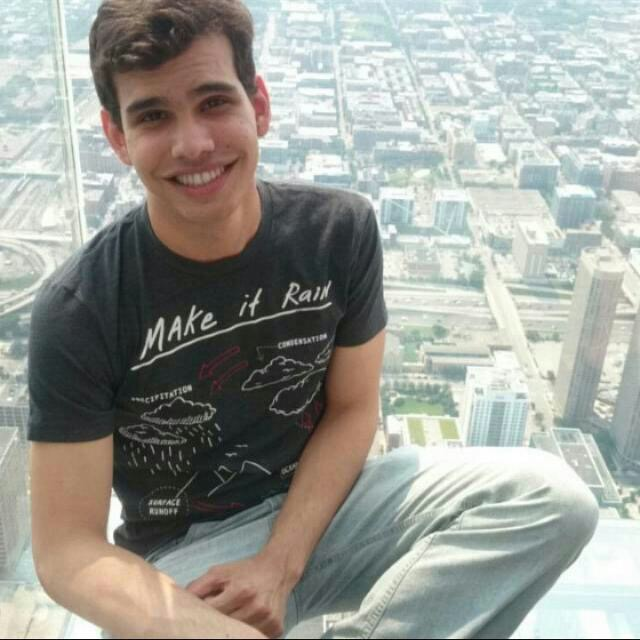 MAke it RaiN
CONDENSATION
PRECIPITATION
SURFACE
RUNOFF